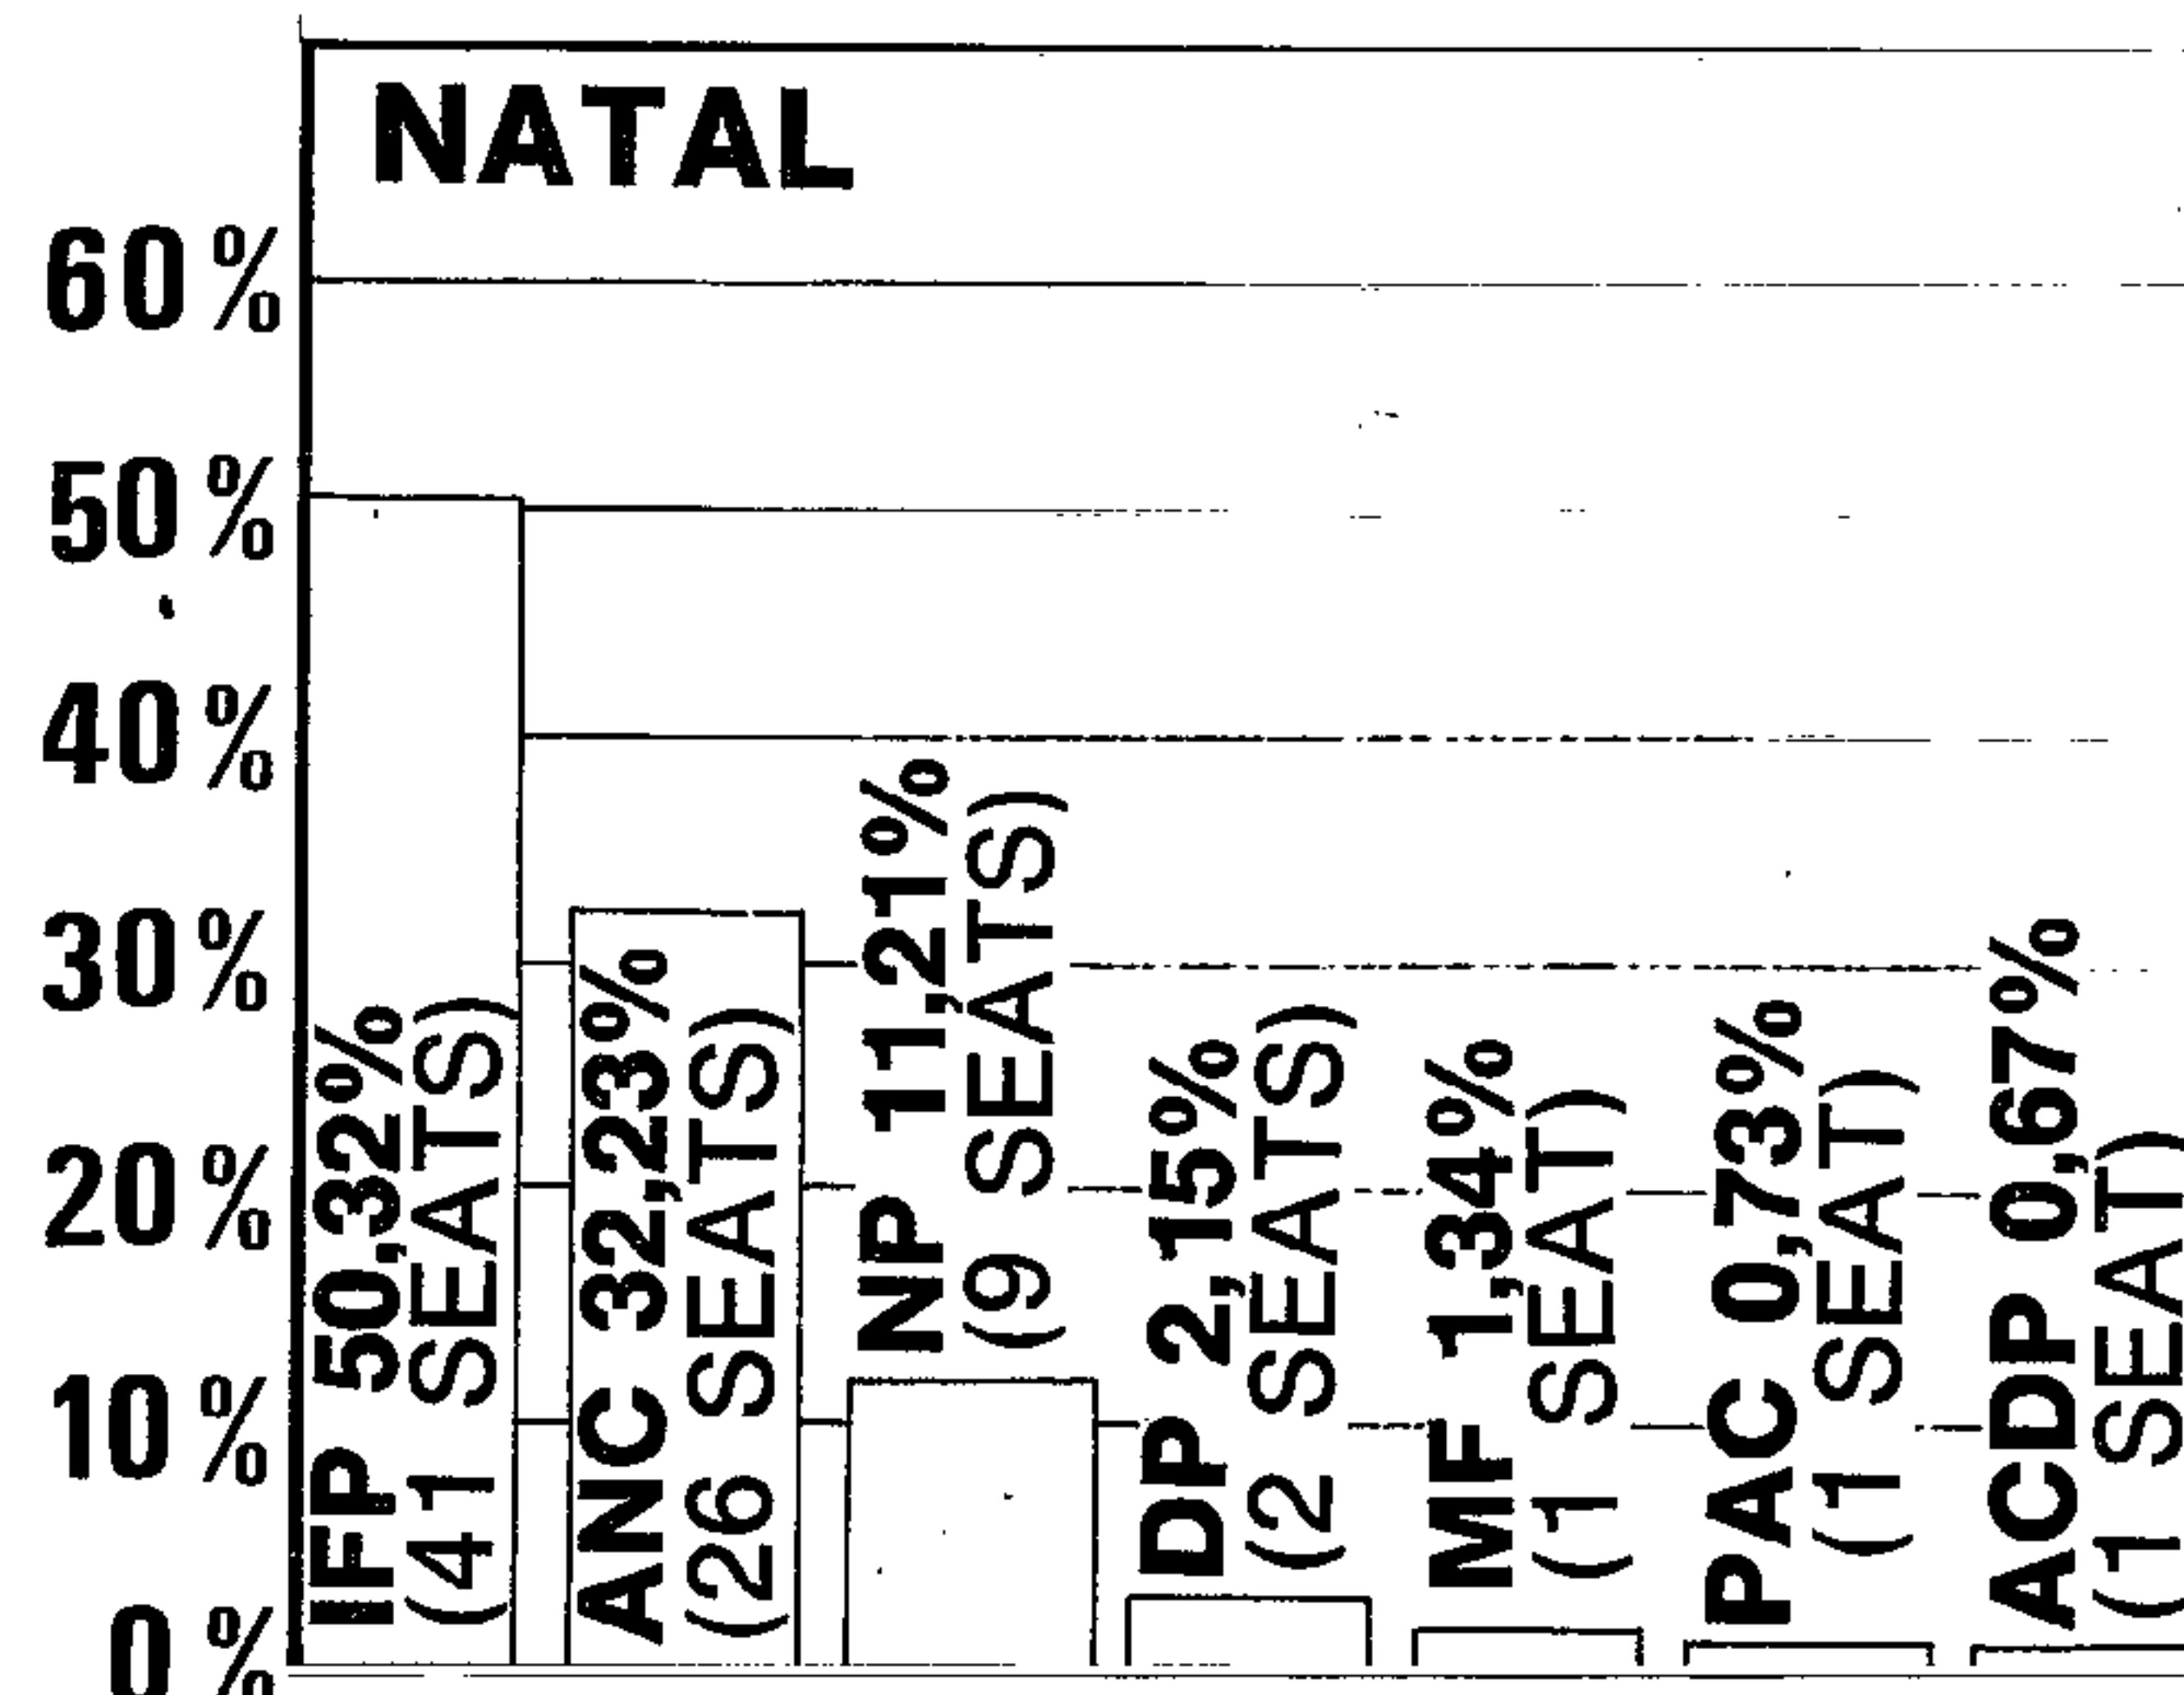 NATAL
60%
50%
40%
30%
20%
10%
0%
IFP 50,32%
(41 SEATS)
ANC 32,23%
(26 SEATS)
NP 11,21%
(9 SEATS)
DP 2,15%
(2 SEATS)
MF 1,34%
(1 SEAT)
PAC 0,73%
(1 SEAT)
ACDP 0,67%
(1 SEAT)